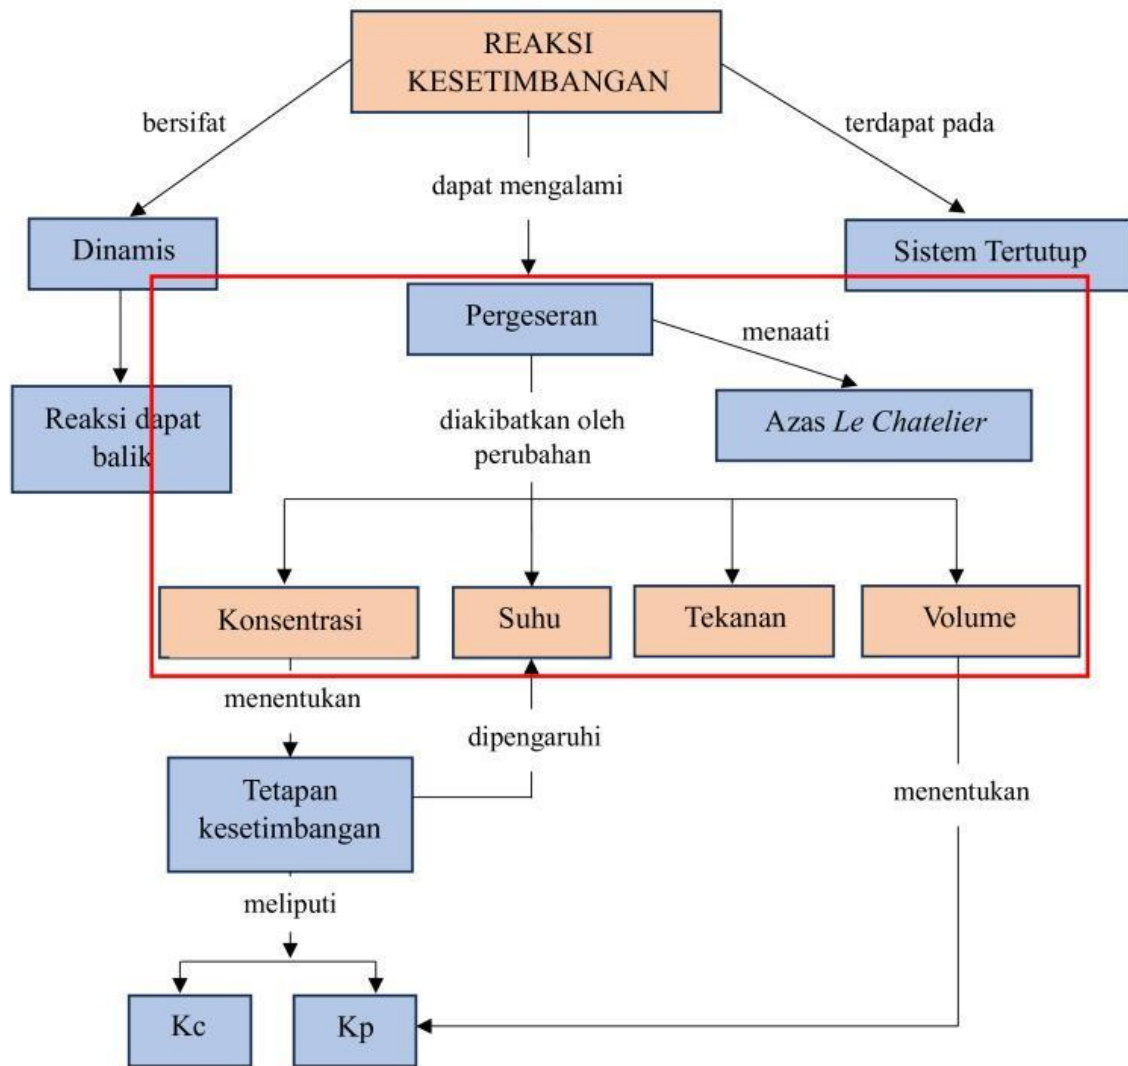 REAKSI
KESETIMBANGAN
bersifat
terdapat pada
dapat mengalami
Dinamis
Sistem Tertutup
Pergeseran
menaati
Reaksi dapat
balik
diakibatkan oleh
perubahan
Azas Le Chatelier
Konsentrasi
Suhu
Tekanan
Volume
menentukan
dipengaruhi
menentukan
Tetapan
kesetimbangan
meliputi
Kc
Kp